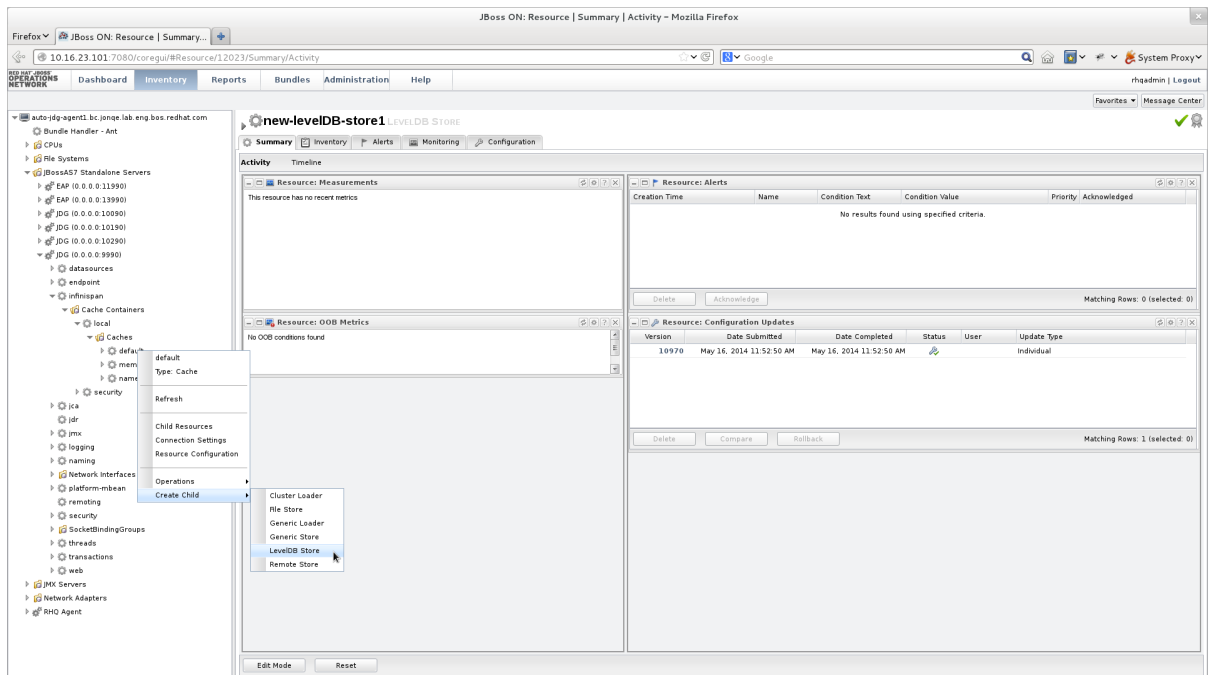 JBoss ON: Resource | Summary | Activity - Mozilla Firefox
Firefox
JBoss ON: Resource | Summary...
10.16.23.101:7080/coregui/#Resource/12023/Summary/Activity
Google
System Proxy
RED HAT JBOSS
OPERATIONS
NETWORK
Dashboard Inventory Reports Bundles Administration Help
rhqadmin | Logout
Favorites Message Center
auto-jdg-agent1.bc.jonqe.lab.eng.bos.redhat.com
Bundle Handler - Ant
CPUs
File Systems
JBossAS7 Standalone Servers
EAP (0.0.0.0:11990)
EAP (0.0.0.0:13990)
JDG (0.0.0.0:10090)
JDG (0.0.0.0:10190)
JDG (0.0.0.0:10290)
JDG (0.0.0.0:9990)
datasources
endpoint
infinispan
Cache Containers
local
Caches
defaul
mem
name
security
jca
jdr
jmx
logging
naming
Network Interfaces
platform-mbean
remoting
security
SocketBindingGroups
threads
transactions
web
JMX Servers
Network Adapters
RHQ Agent
default
Type: Cache
Refresh
Child Resources
Connection Settings
Resource Configuration
Operations
Create Child
Cluster Loader
File Store
Generic Loader
Generic Store
LevelDB Store
Remote Store
new-levelDB-store1 LEVELDB STORE
Summary Inventory Alerts Monitoring Configuration
Activity Timeline
Resource: Measurements
This resource has no recent metrics
Resource: OOB Metrics
No OOB conditions found
Resource: Alerts
Creation Time Name Condition Text Condition Value Priority Acknowledged
No results found using specified criteria.
Delete Acknowledge Matching Rows: 0 (selected: 0)
Resource: Configuration Updates
Version Date Submitted Date Completed Status User Update Type
10970 May 16, 2014 11:52:50 AM May 16, 2014 11:52:50 AM Individual
Delete Compare Rollback Matching Rows: 1 (selected: 0)
Edit Mode Reset